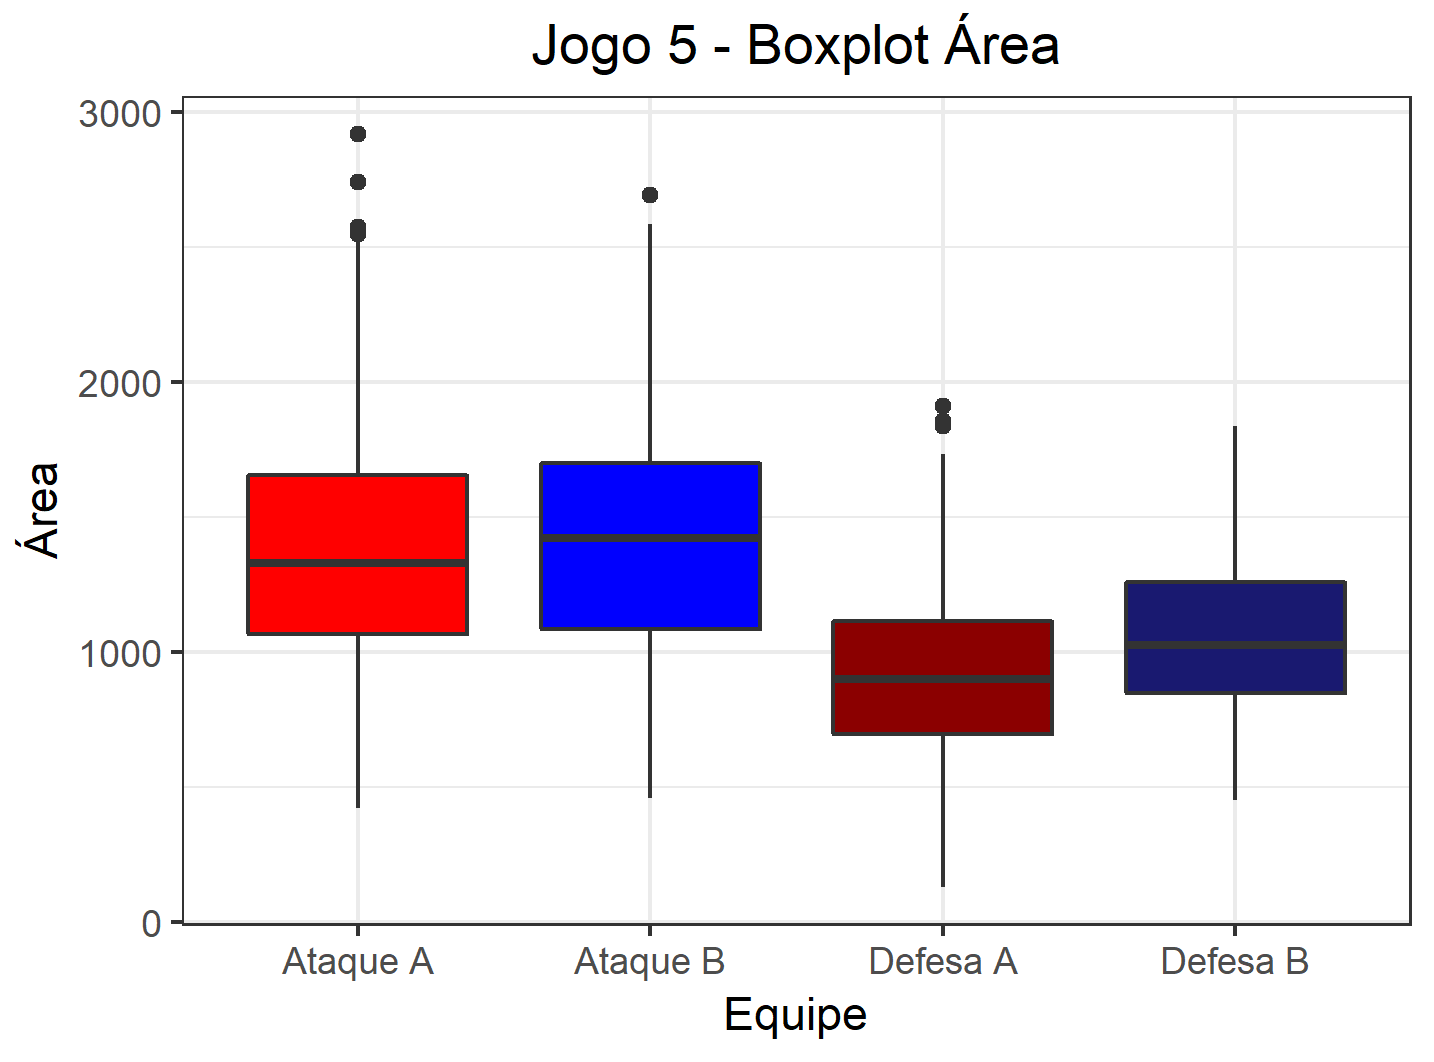 Jogo 5 - Boxplot Área
3000
2000
1000
0
Área
Ataque A
Ataque B
Defesa A
Defesa B
Equipe